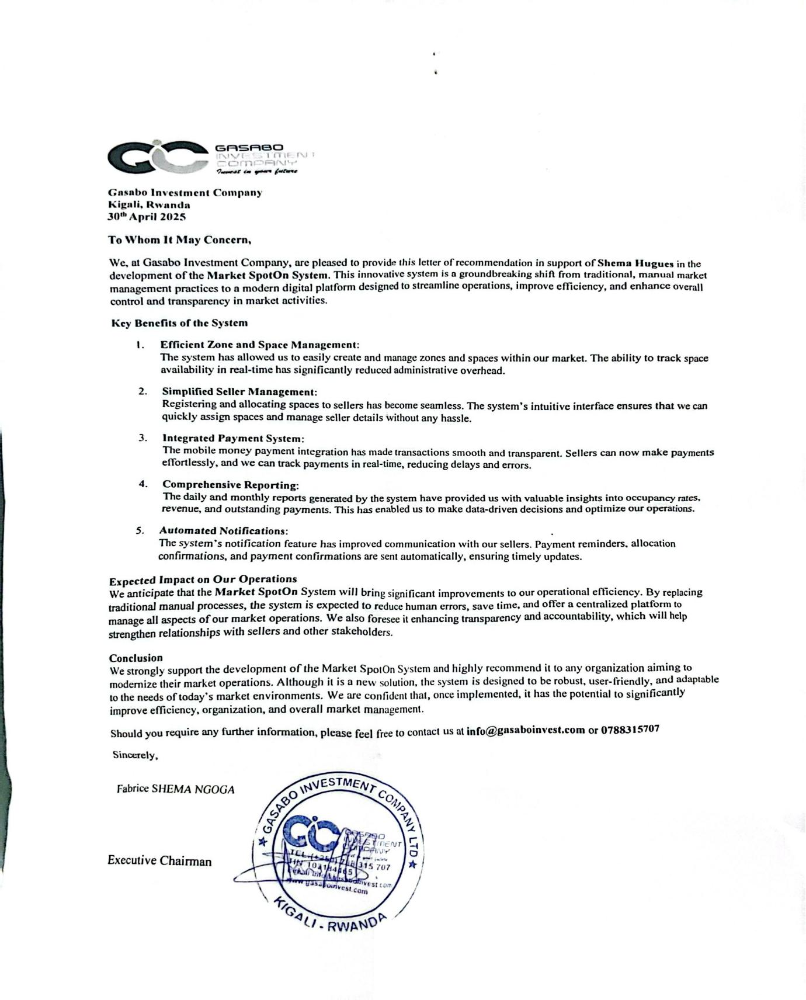 GASABO
INVESTMENT
COMPANY
Invest in your future
Gasabo Investment Company
Kigali, Rwanda
30th April 2025
To Whom It May Concern,
We, at Gasabo Investment Company, are pleased to provide this letter of recommendation in support of Shema Hugues in the
development of the Market SpotOn System. This innovative system is a groundbreaking shift from traditional, manual market
management practices to a modern digital platform designed to streamline operations, improve efficiency, and enhance overall
control and transparency in market activities.
Key Benefits of the System
1. Efficient Zone and Space Management:
The system has allowed us to easily create and manage zones and spaces within our market. The ability to track space
availability in real-time has significantly reduced administrative overhead.
2. Simplified Seller Management:
Registering and allocating spaces to sellers has become seamless. The system's intuitive interface ensures that we can
quickly assign spaces and manage seller details without any hassle.
3. Integrated Payment System:
The mobile money payment integration has made transactions smooth and transparent. Sellers can now make payments
effortlessly, and we can track payments in real-time, reducing delays and errors.
4. Comprehensive Reporting:
The daily and monthly reports generated by the system have provided us with valuable insights into occupancy rates,
revenue, and outstanding payments. This has enabled us to make data-driven decisions and optimize our operations.
5. Automated Notifications:
The system's notification feature has improved communication with our sellers. Payment reminders, allocation
confirmations, and payment confirmations are sent automatically, ensuring timely updates.
Expected Impact on Our Operations
We anticipate that the Market SpotOn System will bring significant improvements to our operational efficiency. By replacing
traditional manual processes, the system is expected to reduce human errors, save time, and offer a centralized platform to
manage all aspects of our market operations. We also foresee it enhancing transparency and accountability, which will help
strengthen relationships with sellers and other stakeholders.
Conclusion
We strongly support the development of the Market SpotOn System and highly recommend it to any organization aiming to
modernize their market operations. Although it is a new solution, the system is designed to be robust, user-friendly, and adaptable
to the needs of today's market environments. We are confident that, once implemented, it has the potential to significantly
improve efficiency, organization, and overall market management.
Should you require any further information, please feel free to contact us at info@gasaboinvest.com or 0788315707
Sincerely,
Fabrice SHEMA NGOGA
Executive Chairman
GASABO INVESTMENT COMPANY LTD
GASABO
INVESTMENT
COMPANY
315 707
www.gasaboinvest.com
KIGALI - RWANDA